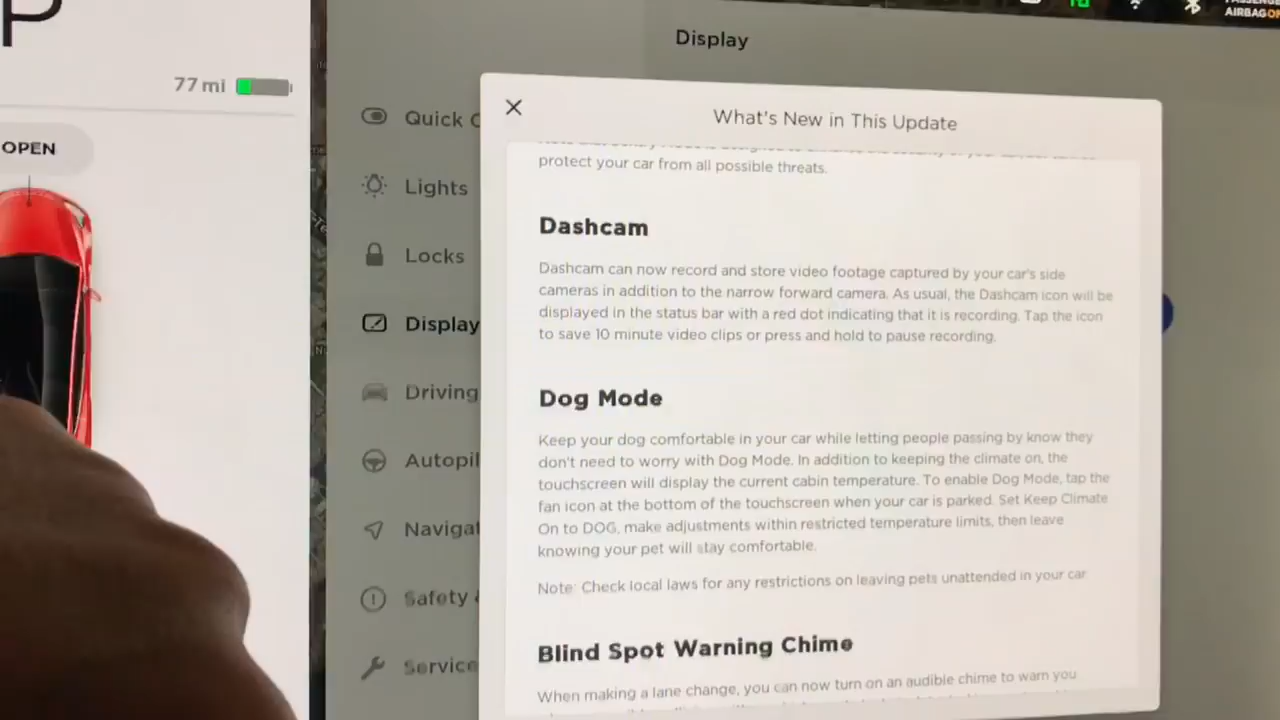 P
77 mi
OPEN
AIRBAG ON
Display
Quick C
Lights
Locks
Display
Driving
Autopil
Navigat
Safety
Service
What's New in This Update
protect your car from all possible threats.
Dashcam
Dashcam can now record and store video footage captured by your car's side
cameras in addition to the narrow forward camera. As usual, the Dashcam icon will be
displayed in the status bar with a red dot indicating that it is recording. Tap the icon
to save 10 minute video clips or press and hold to pause recording.
Dog Mode
Keep your dog comfortable in your car while letting people passing by know they
don't need to worry with Dog Mode. In addition to keeping the climate on, the
touchscreen will display the current cabin temperature. To enable Dog Mode, tap the
fan icon at the bottom of the touchscreen when your car is parked. Set Keep Climate
On to DOG, make adjustments within restricted temperature limits, then leave
knowing your pet will stay comfortable.
Note: Check local laws for any restrictions on leaving pets unattended in your car
Blind Spot Warning Chime
When making a lane change, you can now turn on an audible chime to warn you